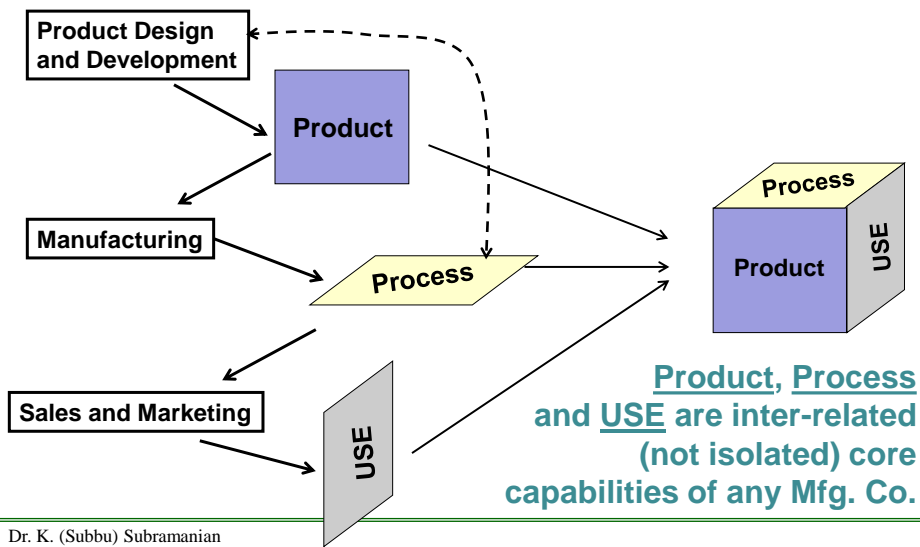 Product Design
and Development
Product
Manufacturing
Process
Sales and Marketing
USE
Process
Product
USE
Product, Process
and USE are inter-related
(not isolated) core
capabilities of any Mfg. Co.
Dr. K. (Subbu) Subramanian